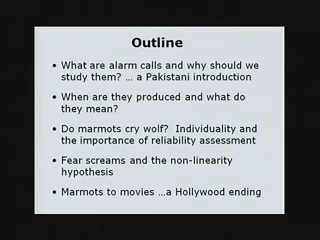 Outline
• What are alarm calls and why should we
study them? ... a Pakistani introduction
• When are they produced and what do
they mean?
• Do marmots cry wolf?  Individuality and
the importance of reliability assessment
• Fear screams and the non-linearity
hypothesis
• Marmots to movies ...a Hollywood ending